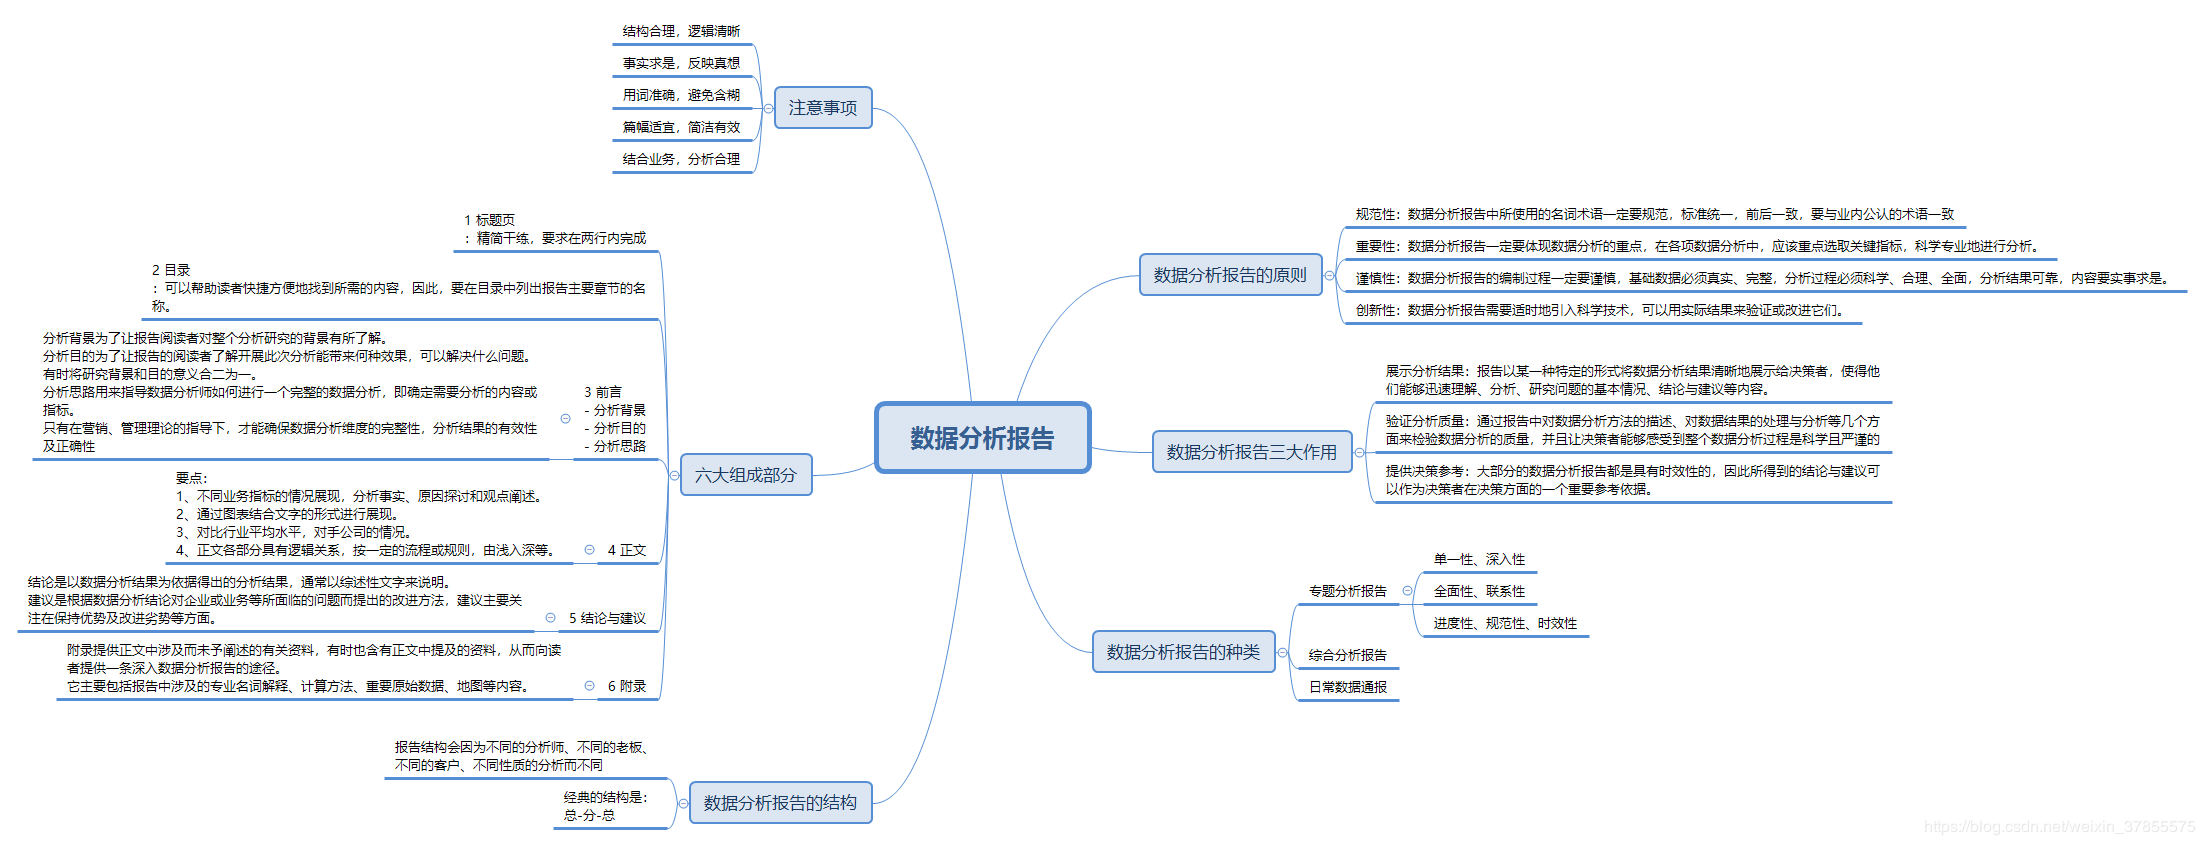 数据分析报告
数据分析报告的原则
规范性：数据分析报告中所使用的名词术语一定要规范，标准统一，前后一致，要与业内公认的术语一致
重要性：数据分析报告一定要体现数据分析的重点，在各项数据分析中，应该重点选取关键指标，科学专业地进行分析。
谨慎性：数据分析报告的编制过程一定要谨慎，基础数据必须真实、完整，分析过程必须科学、合理、全面，分析结果可靠，内容要实事求是。
创新性：数据分析报告需要适时地引入科学技术，可以用实际结果来验证或改进它们。
数据分析报告三大作用
展示分析结果：报告以某一种特定的形式将数据分析结果清晰地展示给决策者，使得他
们能够迅速理解、分析、研究问题的基本情况、结论与建议等内容。
验证分析质量：通过报告中对数据分析方法的描述、对数据结果的处理与分析等几个方
面来检验数据分析的质量，并且让决策者能够感受到整个数据分析过程是科学且严谨的
提供决策参考：大部分的数据分析报告都是具有时效性的，因此所得到的结论与建议可
以作为决策者在决策方面的一个重要参考依据。
数据分析报告的种类
专题分析报告
单一性、深入性
全面性、联系性
进度性、规范性、时效性
综合分析报告
日常数据通报
注意事项
结构合理，逻辑清晰
事实求是，反映真想
用词准确，避免含糊
篇幅适宜，简洁有效
结合业务，分析合理
六大组成部分
1 标题页
：精简干练，要求在两行内完成
2 目录
：可以帮助读者快捷方便地找到所需的内容，因此，要在目录中列出报告主要章节的名
称。
3 前言
- 分析背景
- 分析目的
- 分析思路
分析背景为了让报告阅读者对整个分析研究的背景有所了解。
分析目的为了让报告的阅读者了解开展此次分析能带来何种效果，可以解决什么问题。
有时将研究背景和目的意义合二为一。
分析思路用来指导数据分析师如何进行一个完整的数据分析，即确定需要分析的内容或
指标。
只有在营销、管理理论的指导下，才能确保数据分析维度的完整性，分析结果的有效性
及正确性
4 正文
要点：
1、不同业务指标的情况展现，分析事实、原因探讨和观点阐述。
2、通过图表结合文字的形式进行展现。
3、对比行业平均水平，对手公司的情况。
4、正文各部分具有逻辑关系，按一定的流程或规则，由浅入深等。
5 结论与建议
结论是以数据分析结果为依据得出的分析结果，通常以综述性文字来说明。
建议是根据数据分析结论对企业或业务等所面临的问题而提出的改进方法，建议主要关
注在保持优势及改进劣势等方面。
6 附录
附录提供正文中涉及而未予阐述的有关资料，有时也含有正文中提及的资料，从而向读
者提供一条深入数据分析报告的途径。
它主要包括报告中涉及的专业名词解释、计算方法、重要原始数据、地图等内容。
数据分析报告的结构
报告结构会因为不同的分析师、不同的老板、
不同的客户、不同性质的分析而不同
经典的结构是：
总-分-总
https://blog.csdn.net/weixin_37855575